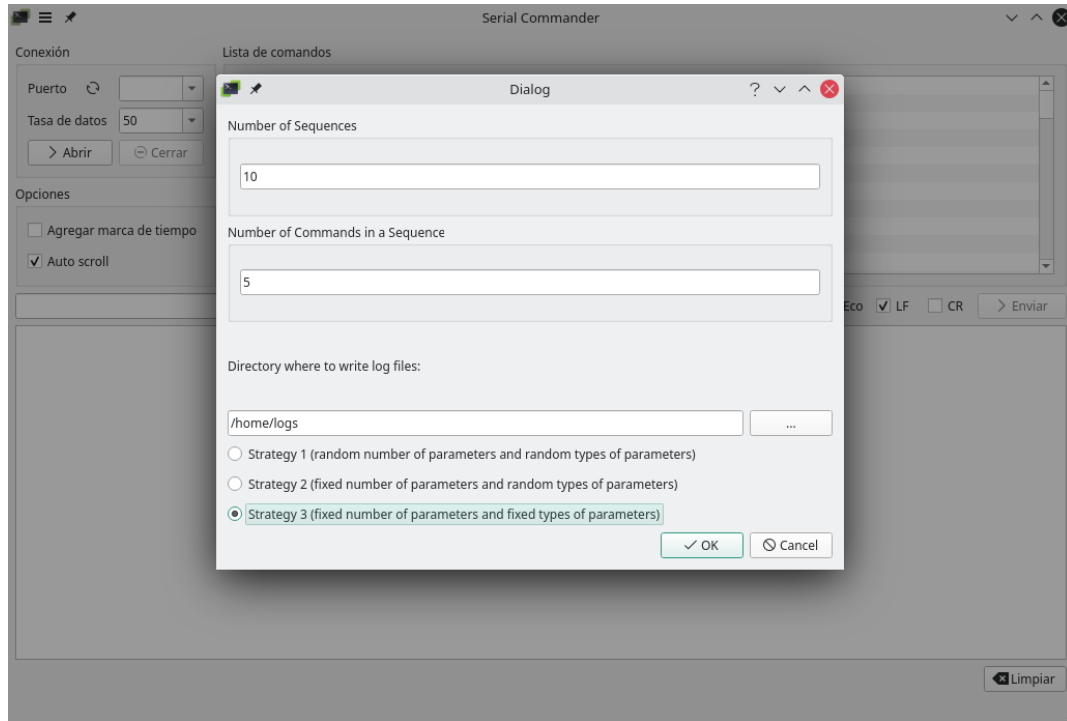 Serial Commander
Conexión
Lista de comandos
Puerto
Tasa de datos 50
Abrir Cerrar
Opciones
Agregar marca de tiempo
Auto scroll
Eco LF CR Enviar
Dialog
Number of Sequences
10
Number of Commands in a Sequence
5
Directory where to write log files:
/home/logs ...
Strategy 1 (random number of parameters and random types of parameters)
Strategy 2 (fixed number of parameters and random types of parameters)
Strategy 3 (fixed number of parameters and fixed types of parameters)
OK Cancel
Limpiar